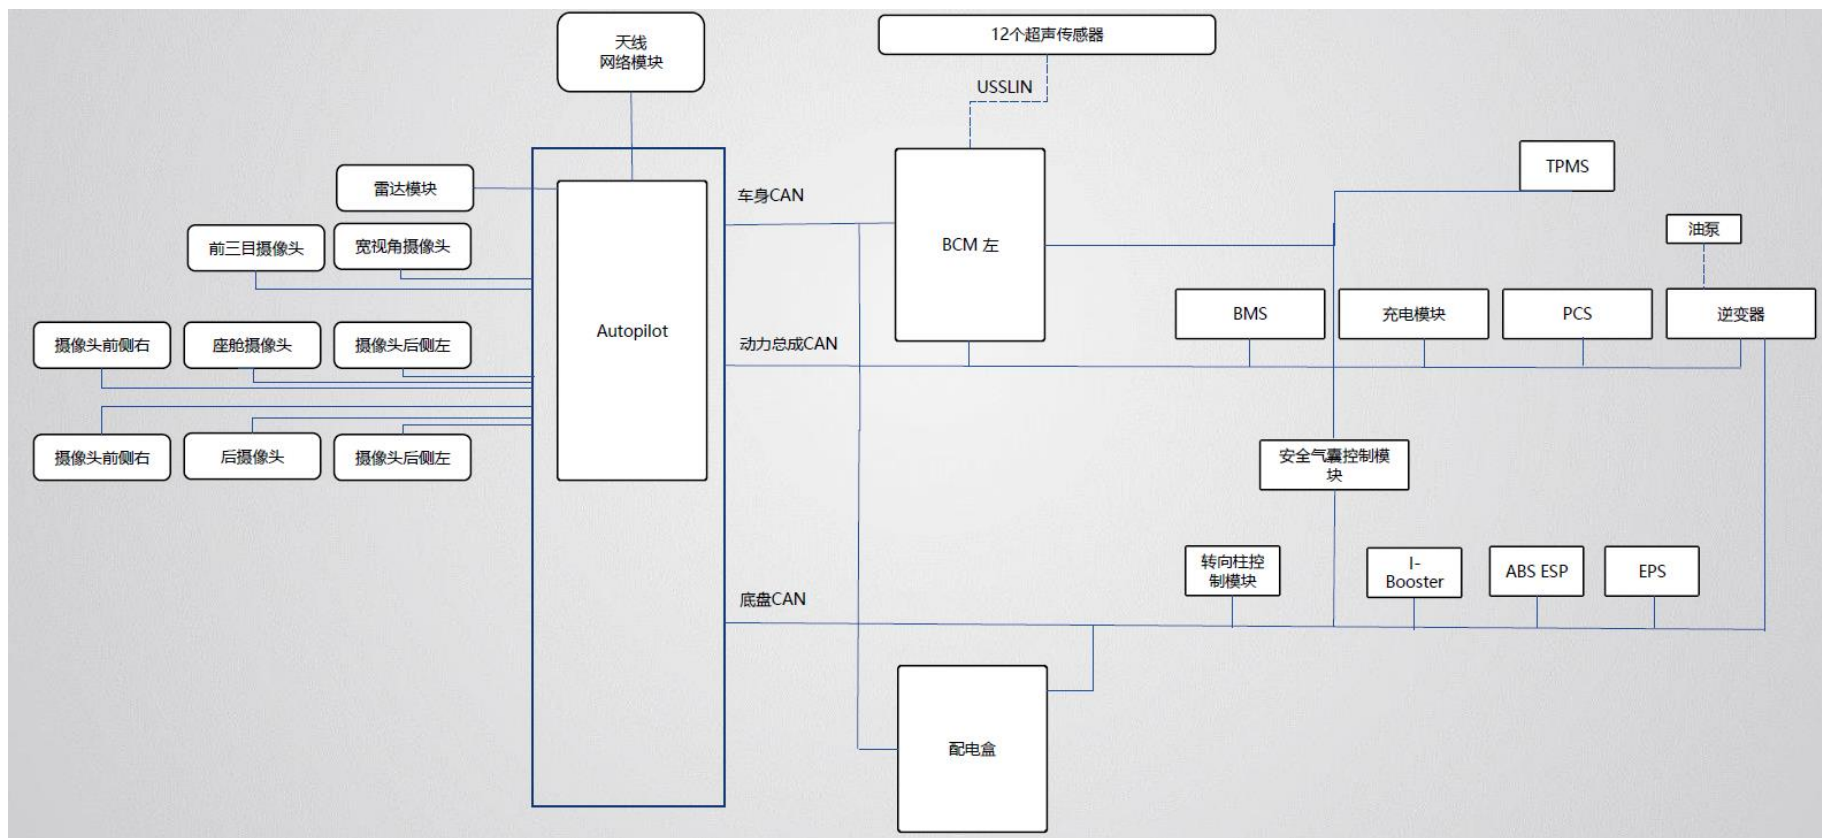 天线
网络模块
12个超声传感器
USSLIN
雷达模块
车身CAN
TPMS
前三目摄像头
宽视角摄像头
BCM 左
油泵
Autopilot
BMS
充电模块
PCS
逆变器
摄像头前侧右
座舱摄像头
摄像头后侧左
动力总成CAN
摄像头前侧右
后摄像头
摄像头后侧左
安全气囊控制模
块
转向柱控
制模块
I-
Booster
ABS ESP
EPS
底盘CAN
配电盒